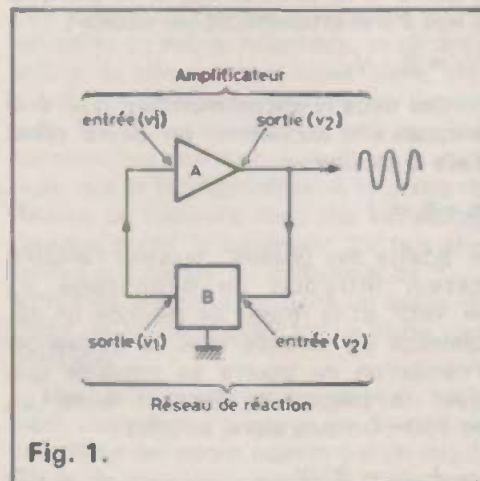 Amplificateur
entrée (v1) sortie (v2)
A
B
sortie (v1) entrée (v2)
Réseau de réaction
Fig. 1.